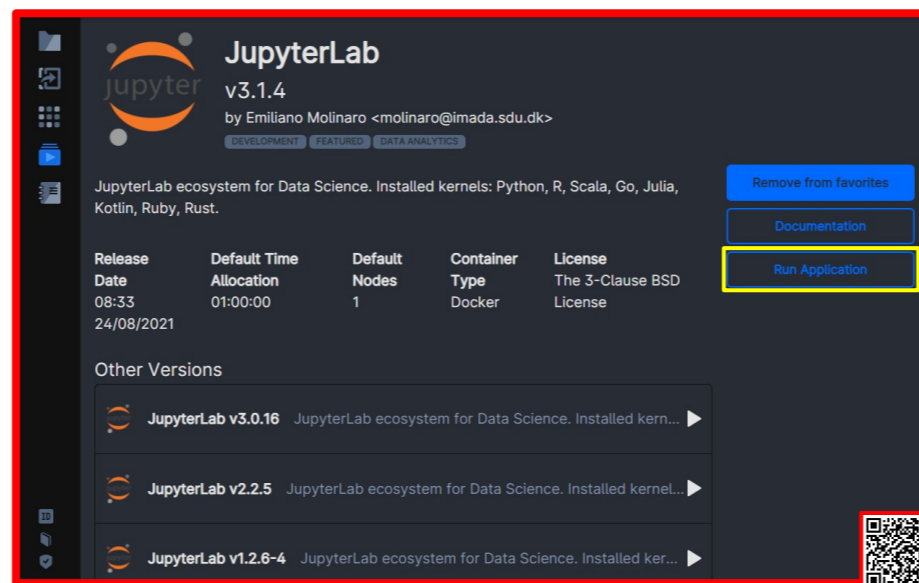 jupyter
JupyterLab
v3.1.4
by Emiliano Molinaro <molinaro@imada.sdu.dk>
DEVELOPMENT FEATURED DATA ANALYTICS
JupyterLab ecosystem for Data Science. Installed kernels: Python, R, Scala, Go, Julia,
Kotlin, Ruby, Rust.
Remove from favorites
Documentation
Run Application
Release Date Default Time Allocation Default Nodes Container Type License
08:33 01:00:00 1 Docker The 3-Clause BSD
24/08/2021 License
Other Versions
JupyterLab v3.0.16 JupyterLab ecosystem for Data Science. Installed kern...
JupyterLab v2.2.5 JupyterLab ecosystem for Data Science. Installed kernel...
JupyterLab v1.2.6-4 JupyterLab ecosystem for Data Science. Installed ker...
ID